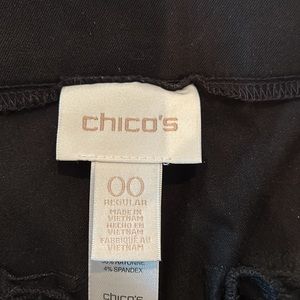 chico's
00
REGULAR
MADE IN
VIETNAM
HECHO EN
VIETNAM
FABRIQUÉ AU
VIETNAM
4% SPANDEX
chico's